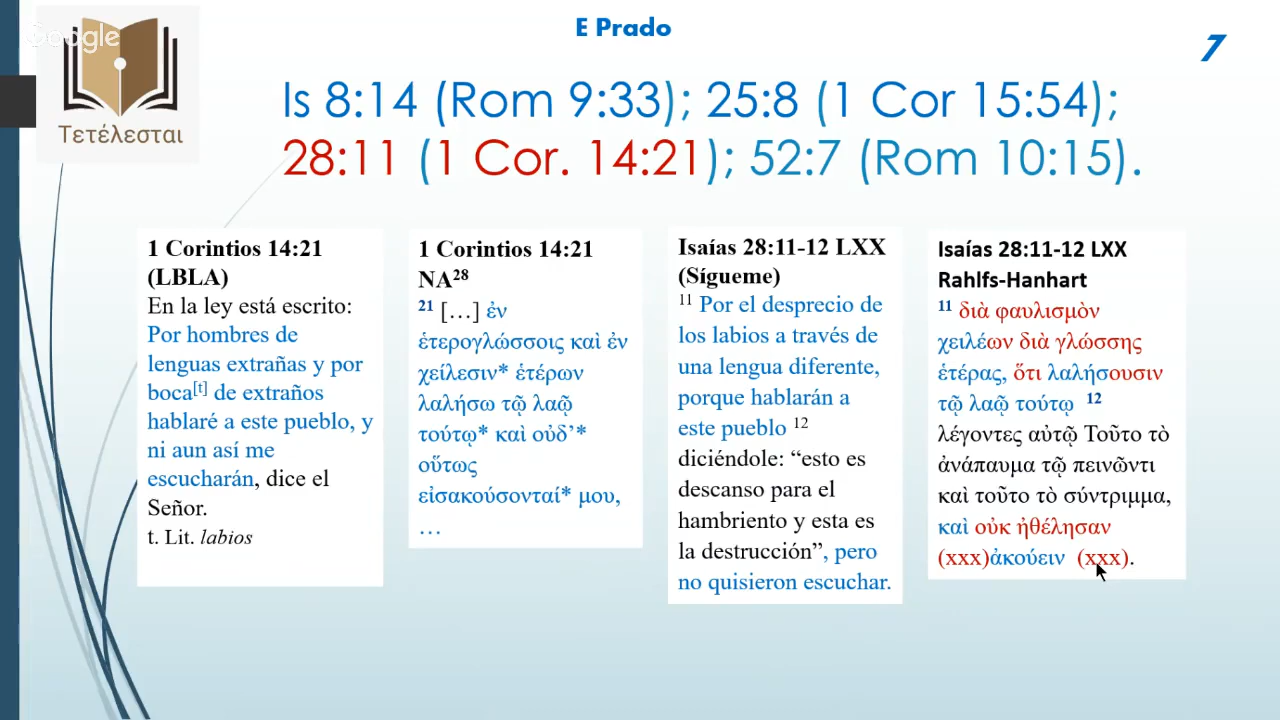 E Prado
7
Google
Τετέλεσται
Is 8:14 (Rom 9:33); 25:8 (1 Cor 15:54);
28:11 (1 Cor. 14:21); 52:7 (Rom 10:15).
1 Corintios 14:21
(LBLA)
En la ley está escrito:
Por hombres de
lenguas extrañas y por
boca[t] de extraños
hablaré a este pueblo, y
ni aun así me
escucharán, dice el
Señor.
t. Lit. labios
1 Corintios 14:21
NA28
21 […] ἐν
ἑτερογλώσσοις καὶ ἐν
χείλεσιν* ἑτέρων
λαλήσω τῷ λαῷ
τούτῳ* καὶ οὐδ’*
οὕτως
εἰσακούσονταί* μου,
…
Isaías 28:11-12 LXX
(Sígueme)
11 Por el desprecio de
los labios a través de
una lengua diferente,
porque hablarán a
este pueblo 12
diciéndole: “esto es
descanso para el
hambriento y esta es
la destrucción”, pero
no quisieron escuchar.
Isaías 28:11-12 LXX
Rahlfs-Hanhart
11 διὰ φαυλισμὸν
χειλέων διὰ γλώσσης
ἑτέρας, ὅτι λαλήσουσιν
τῷ λαῷ τούτῳ 12
λέγοντες αὐτῷ Τοῦτο τὸ
ἀνάπαυμα τῷ πεινῶντι
καὶ τοῦτο τὸ σύντριμμα,
καὶ οὐκ ἠθέλησαν
(xxx)ἀκούειν (xxx).